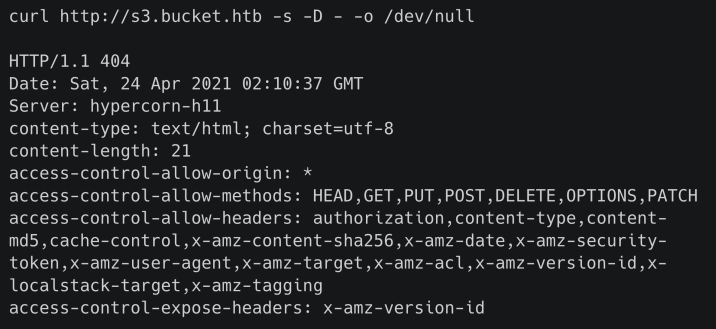 curl http://s3.bucket.htb -s -D - -o /dev/null
HTTP/1.1 404
Date: Sat, 24 Apr 2021 02:10:37 GMT
Server: hypercorn-h11
content-type: text/html; charset=utf-8
content-length: 21
access-control-allow-origin: *
access-control-allow-methods: HEAD,GET,PUT,POST,DELETE,OPTIONS,PATCH
access-control-allow-headers: authorization,content-type,content-
md5,cache-control,x-amz-content-sha256,x-amz-date,x-amz-security-
token,x-amz-user-agent,x-amz-target,x-amz-acl,x-amz-version-id,x-
localstack-target,x-amz-tagging
access-control-expose-headers: x-amz-version-id